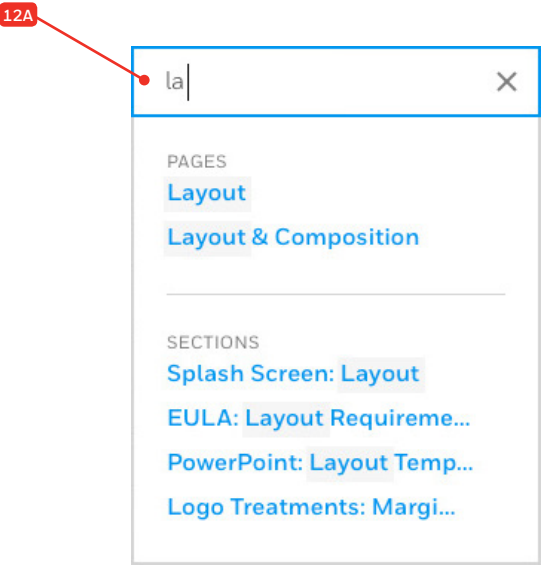 12A
la
PAGES
Layout
Layout & Composition
SECTIONS
Splash Screen: Layout
EULA: Layout Requireme...
PowerPoint: Layout Temp...
Logo Treatments: Margi...